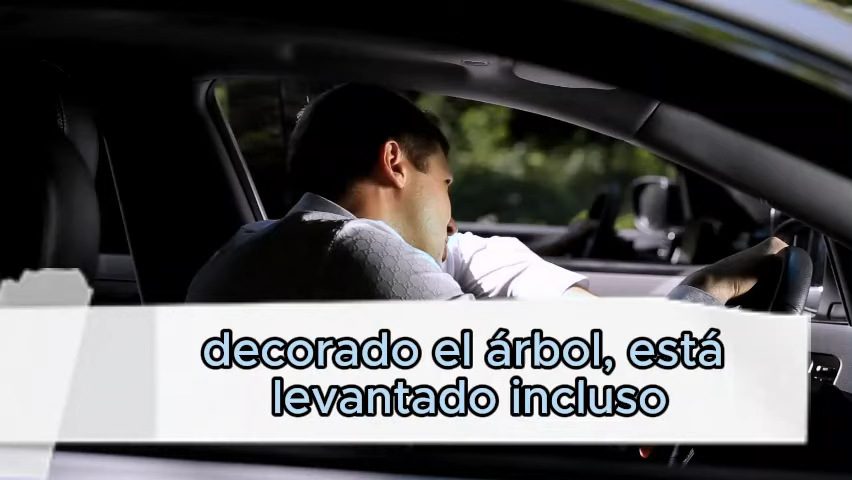 decorado el árbol, está
levantado incluso